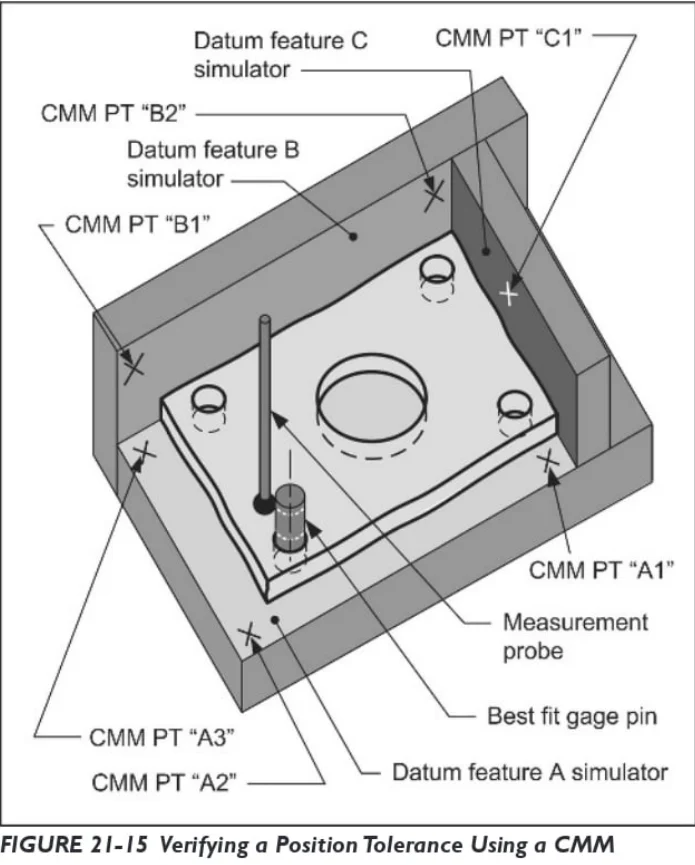 Datum feature C
simulator
CMM PT “C1”
CMM PT “B2”
Datum feature B
simulator
CMM PT “B1”
CMM PT “A1”
Measurement
probe
Best fit gage pin
CMM PT “A3”
Datum feature A simulator
CMM PT “A2”
FIGURE 21-15 Verifying a Position Tolerance Using a CMM